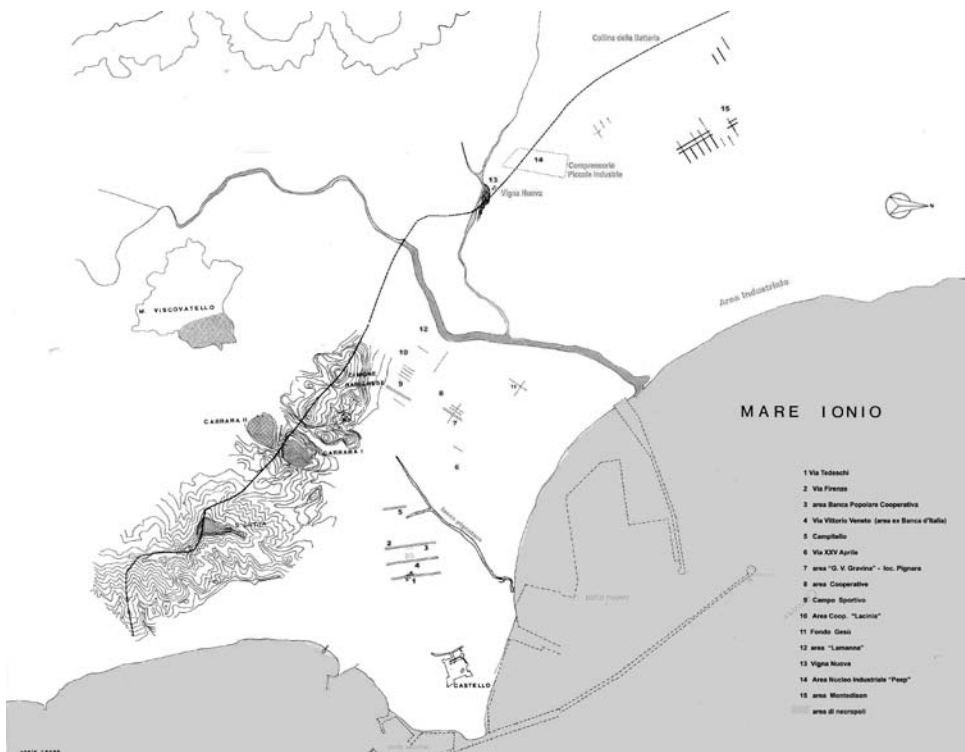 Collina della Batteria
15
14
Comprensorio
Piccole Industrie
13
Vigna Nuova
N
Area Industriale
M. VISCOVATELLO
12
10
CIMONE
9
8
11
7
CARRARA II
CARRARA I
6
MARE IONIO
5
2
3
4
1
CASTELLO
1 Via Tedeschi
2 Via Firenze
3 area Banca Popolare Cooperativa
4 Via Vittorio Veneto (area ex Banca d'Italia)
5 Campitello
6 Via XXV Aprile
7 area "G. V. Gravina" - loc. Pignara
8 area Cooperative
9 Campo Sportivo
10 Area Coop. "Lacinia"
11 Fondo Gesù
12 area "Lamanna"
13 Vigna Nuova
14 Area Nucleo Industriale "Peep"
15 area Montedison
area di necropoli